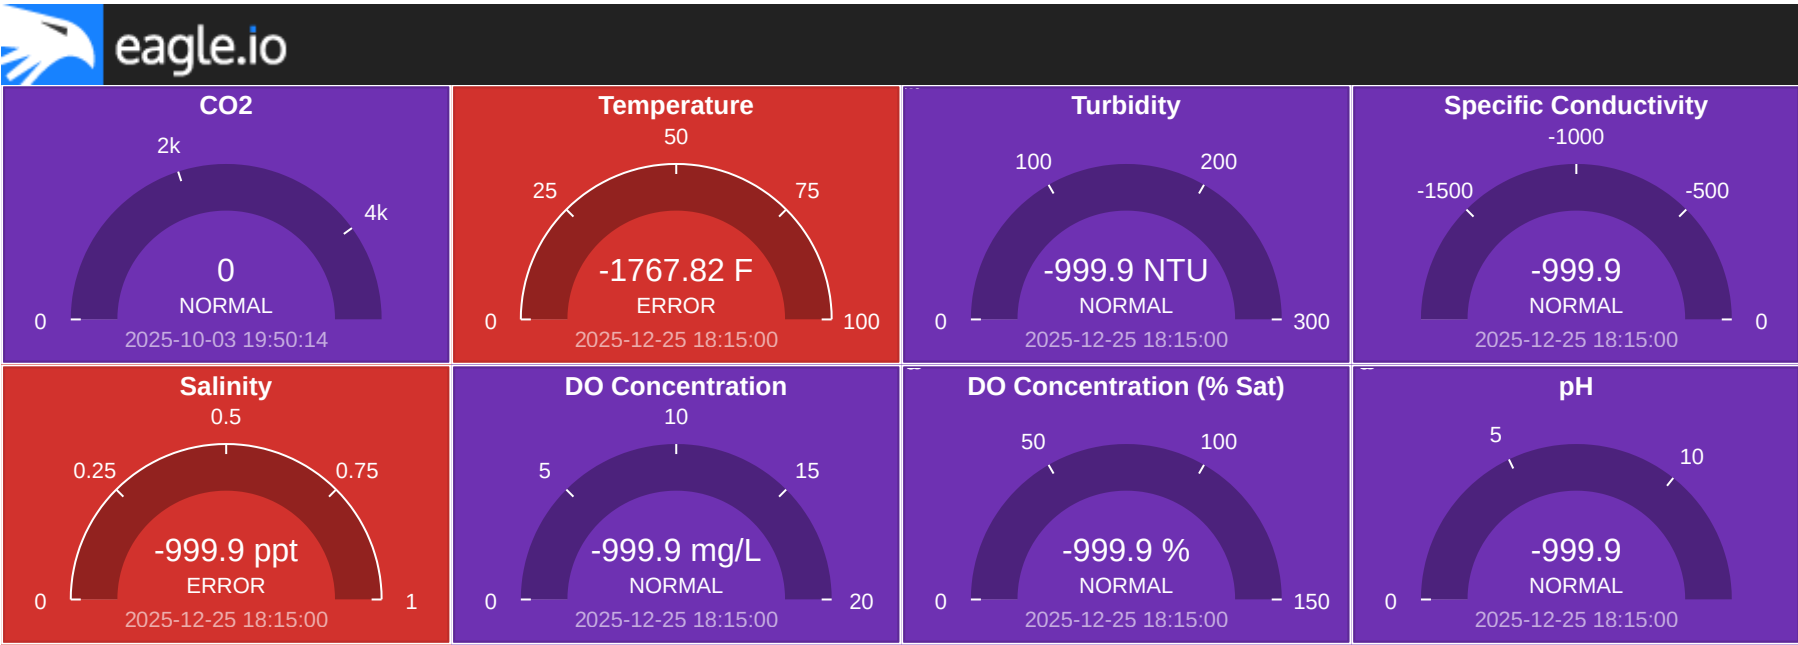 eagle.io
CO2
2k
4k
0
NORMAL
0
2025-10-03 19:50:14
Temperature
50
25
75
-1767.82 F
ERROR
0
100
2025-12-25 18:15:00
Turbidity
100
200
-999.9 NTU
NORMAL
0
300
2025-12-25 18:15:00
Specific Conductivity
-1000
-1500
-500
-999.9
NORMAL
0
2025-12-25 18:15:00
Salinity
0.5
0.25
0.75
-999.9 ppt
ERROR
0
1
2025-12-25 18:15:00
DO Concentration
10
5
15
-999.9 mg/L
NORMAL
0
20
2025-12-25 18:15:00
DO Concentration (% Sat)
50
100
-999.9 %
NORMAL
0
150
2025-12-25 18:15:00
pH
5
10
-999.9
NORMAL
0
2025-12-25 18:15:00